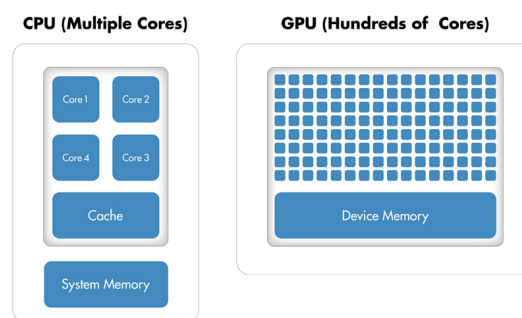 CPU (Multiple Cores)
Core 1
Core 2
Core 4
Core 3
Cache
System Memory
GPU (Hundreds of Cores)
Device Memory